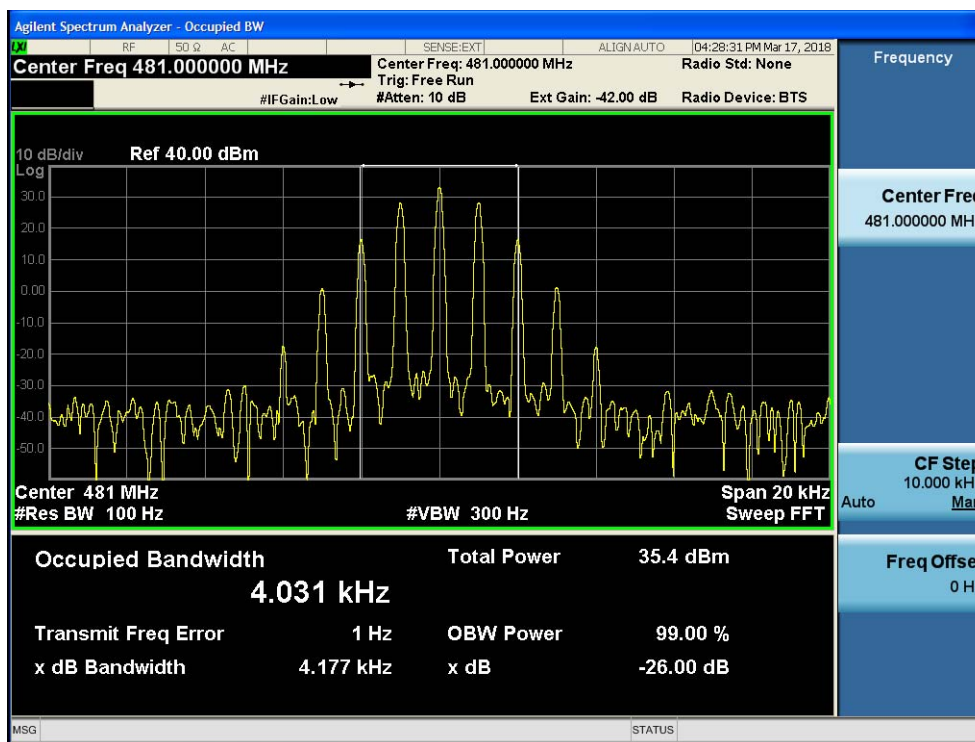 Agilent Spectrum Analyzer - Occupied BW
LXI RF 50 Ω AC SENSE:EXT ALIGN AUTO 04:28:31 PM Mar 17, 2018
Center Freq 481.000000 MHz
Center Freq: 481.000000 MHz Radio Std: None
Trig: Free Run
#IFGain:Low #Atten: 10 dB Ext Gain: -42.00 dB Radio Device: BTS
10 dB/div Ref 40.00 dBm
Log
30.0
20.0
10.0
0.00
-10.0
-20.0
-30.0
-40.0
-50.0
Center 481 MHz Span 20 kHz
#Res BW 100 Hz #VBW 300 Hz Sweep FFT
Occupied Bandwidth Total Power 35.4 dBm
4.031 kHz
Transmit Freq Error 1 Hz OBW Power 99.00 %
x dB Bandwidth 4.177 kHz x dB -26.00 dB
MSG STATUS
Frequency
Center Fre
481.000000 MH
CF Ste
10.000 kH
Auto Ma
Freq Offse
0 H